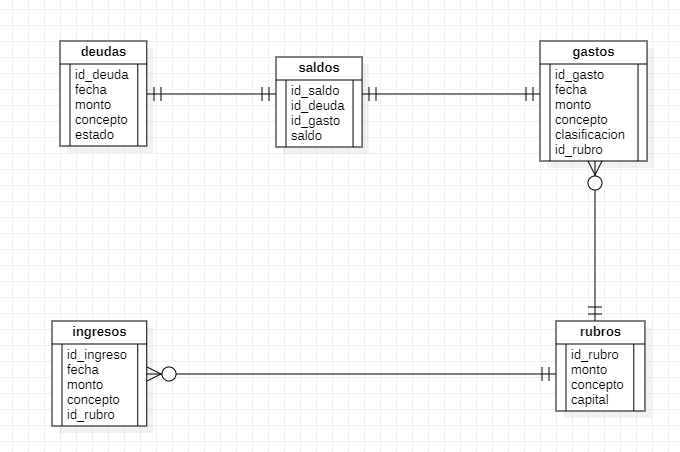 deudas
id_deuda
fecha
monto
concepto
estado
saldos
id_saldo
id_deuda
id_gasto
saldo
gastos
id_gasto
fecha
monto
concepto
clasificacion
id_rubro
ingresos
id_ingreso
fecha
monto
concepto
id_rubro
rubros
id_rubro
monto
concepto
capital